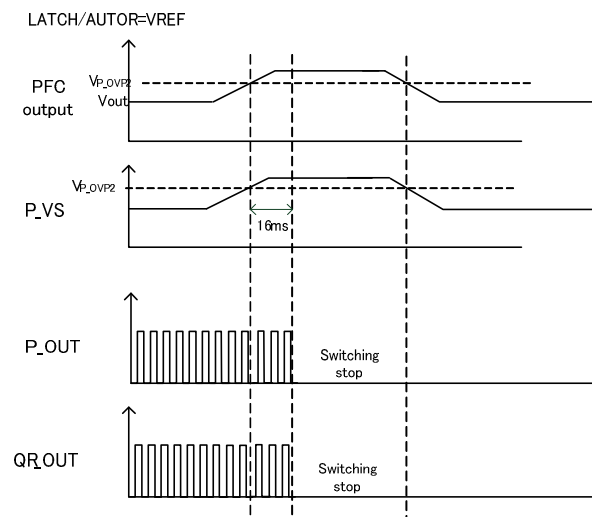 LATCH/AUTOR=VREF
VP_OVP2
PFC
output
Vout
VP_OVP2
P_VS
16ms
P_OUT
Switching
stop
QR_OUT
Switching
stop